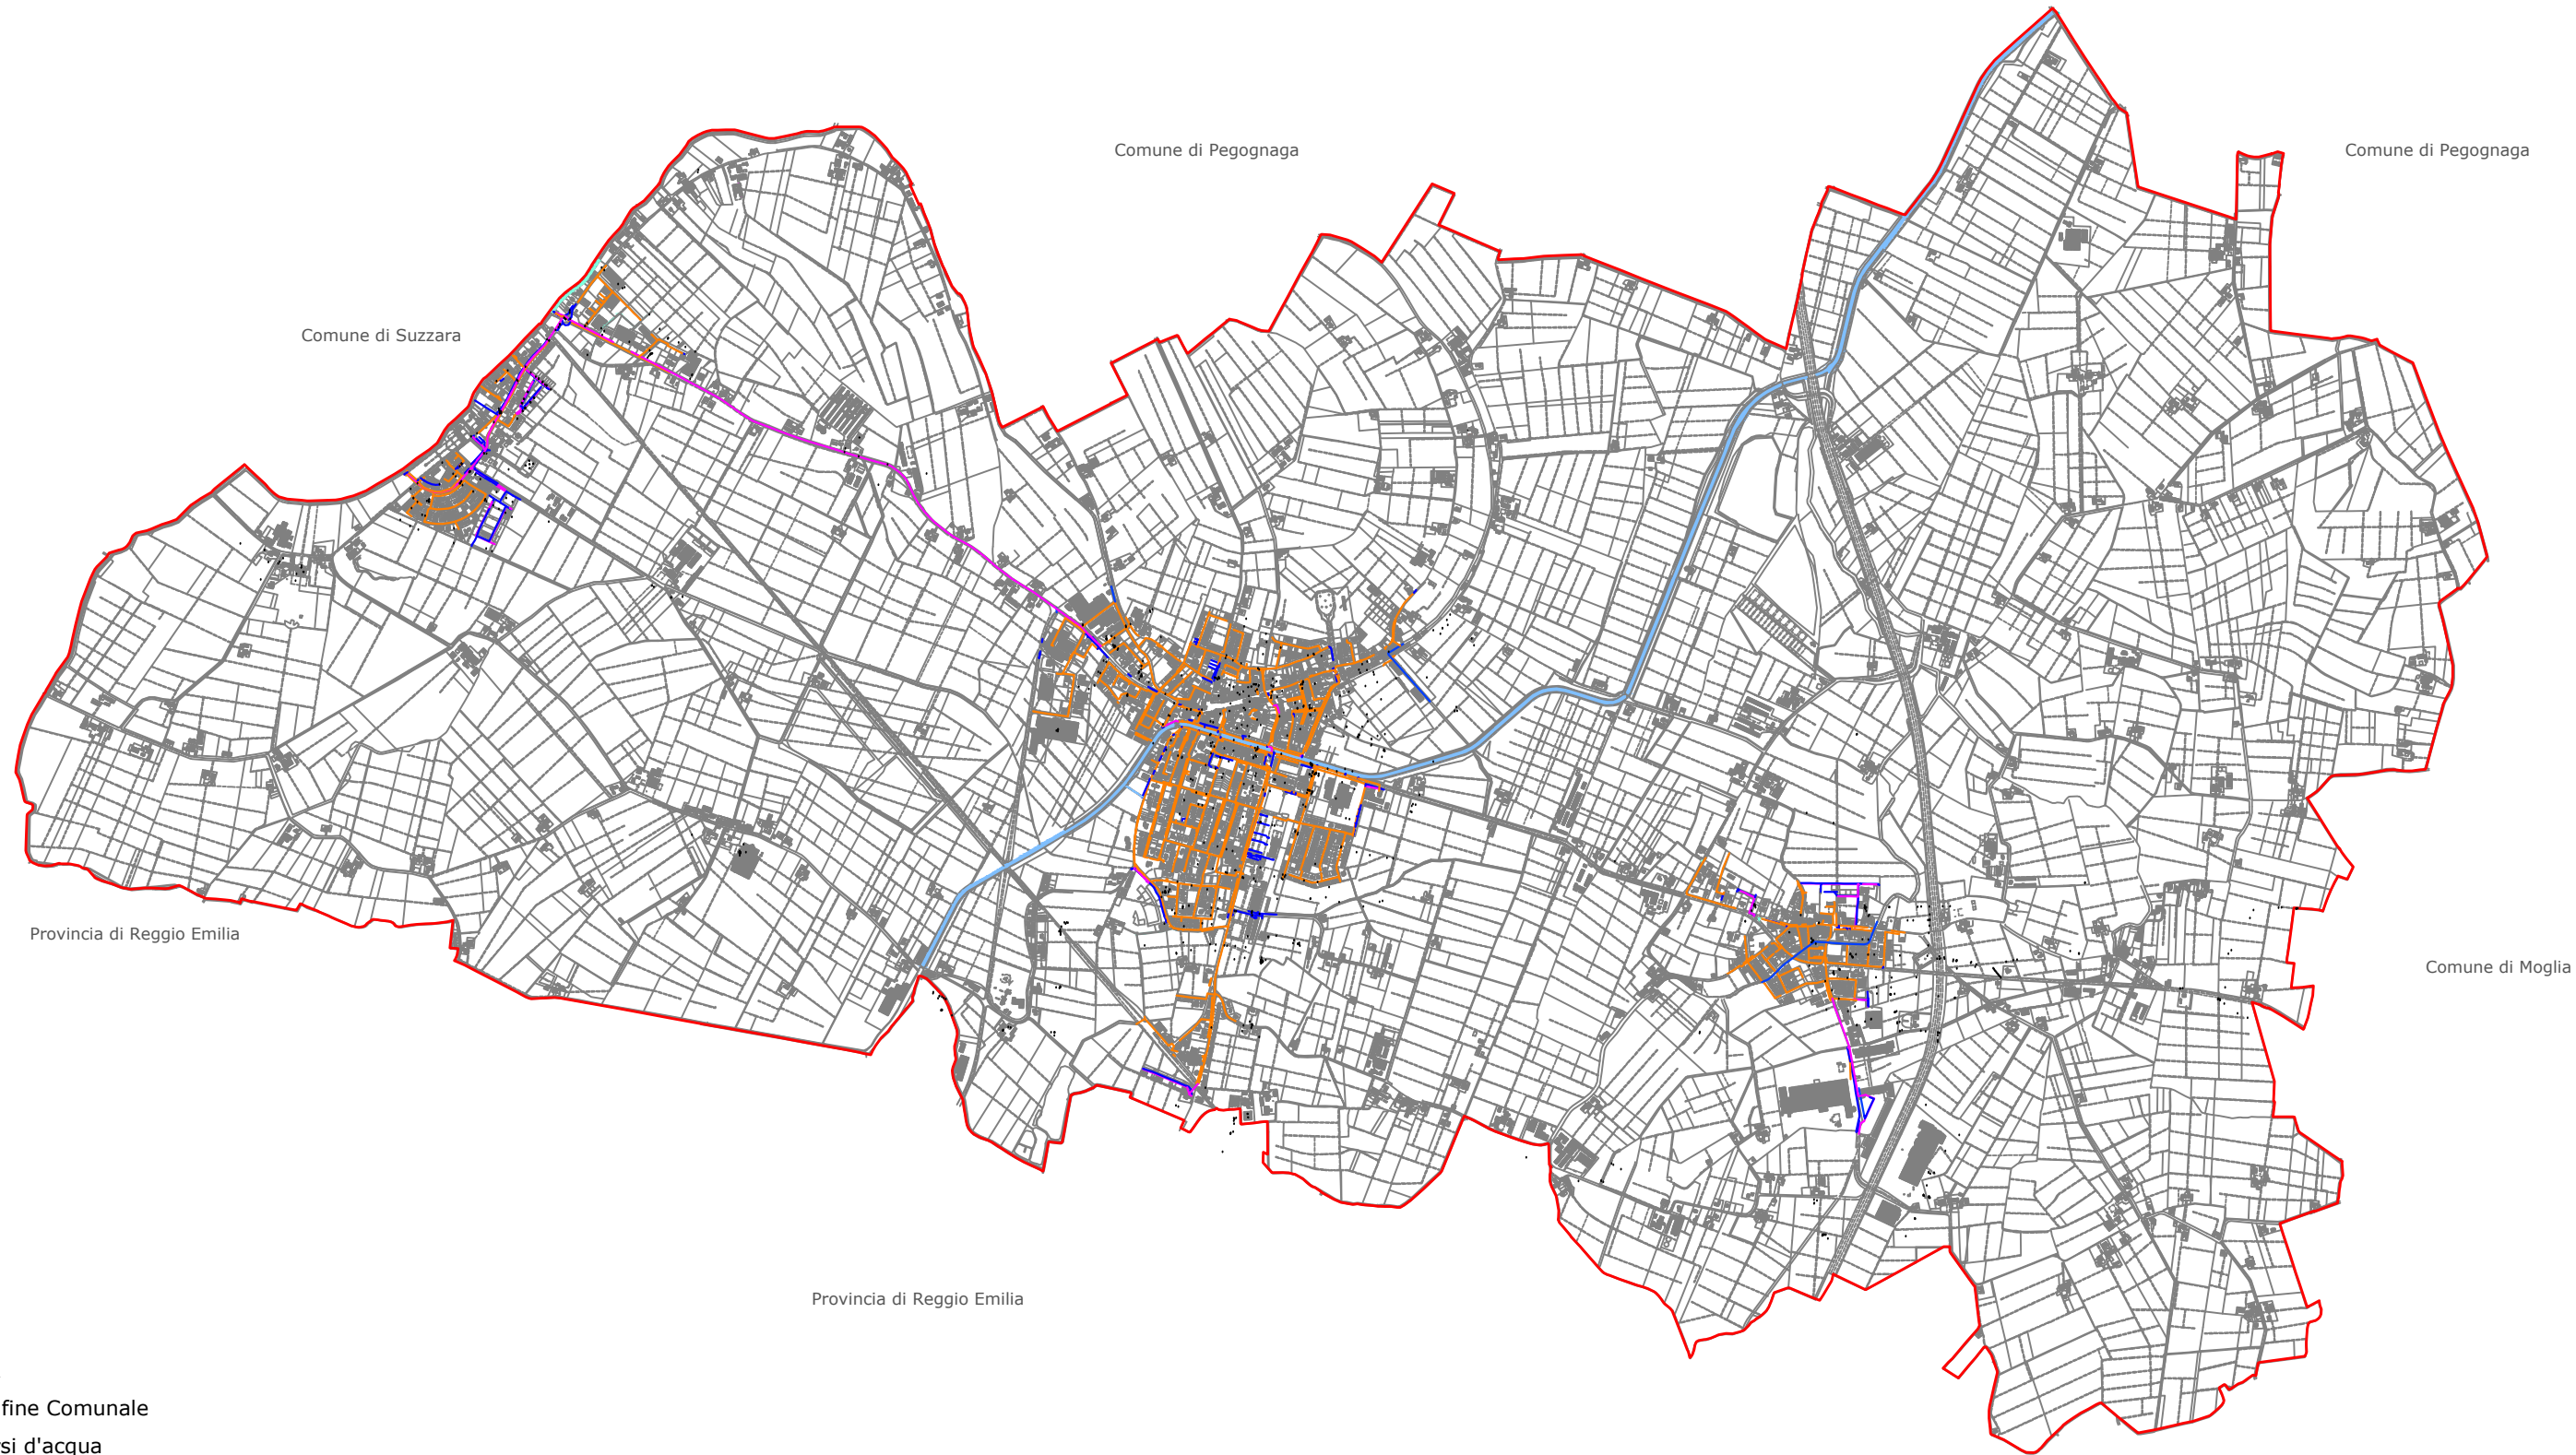 Comune di Pegognaga
Comune di Pegognaga
Comune di Suzzara
Provincia di Reggio Emilia
Comune di Moglia
Provincia di Reggio Emilia
fine Comunale
si d'acqua